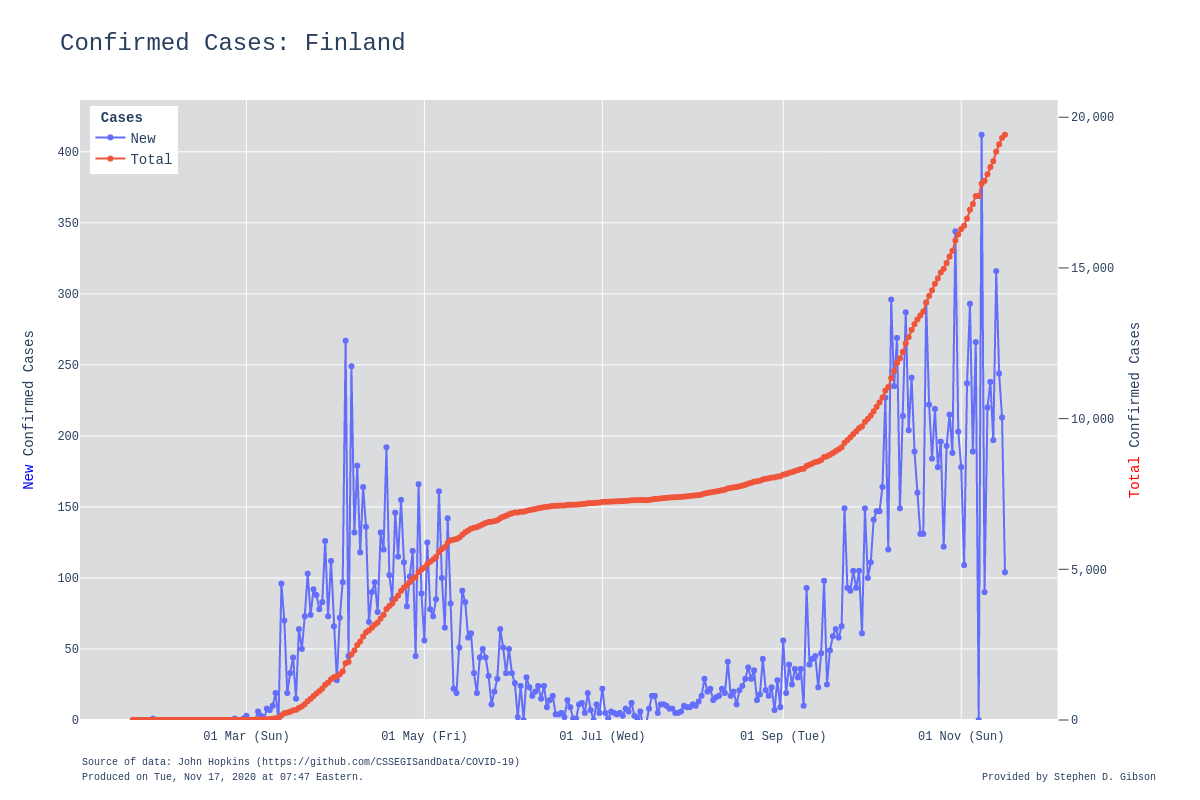 Confirmed Cases: Finland
Cases
New
Total
400
350
300
250
200
150
100
50
0
New Confirmed Cases
20,000
15,000
10,000
5,000
0
Total Confirmed Cases
01 Mar (Sun) 01 May (Fri) 01 Jul (Wed) 01 Sep (Tue) 01 Nov (Sun)
Source of data: John Hopkins (https://github.com/CSSEGISandData/COVID-19)
Produced on Tue, Nov 17, 2020 at 07:47 Eastern.
Provided by Stephen D. Gibson